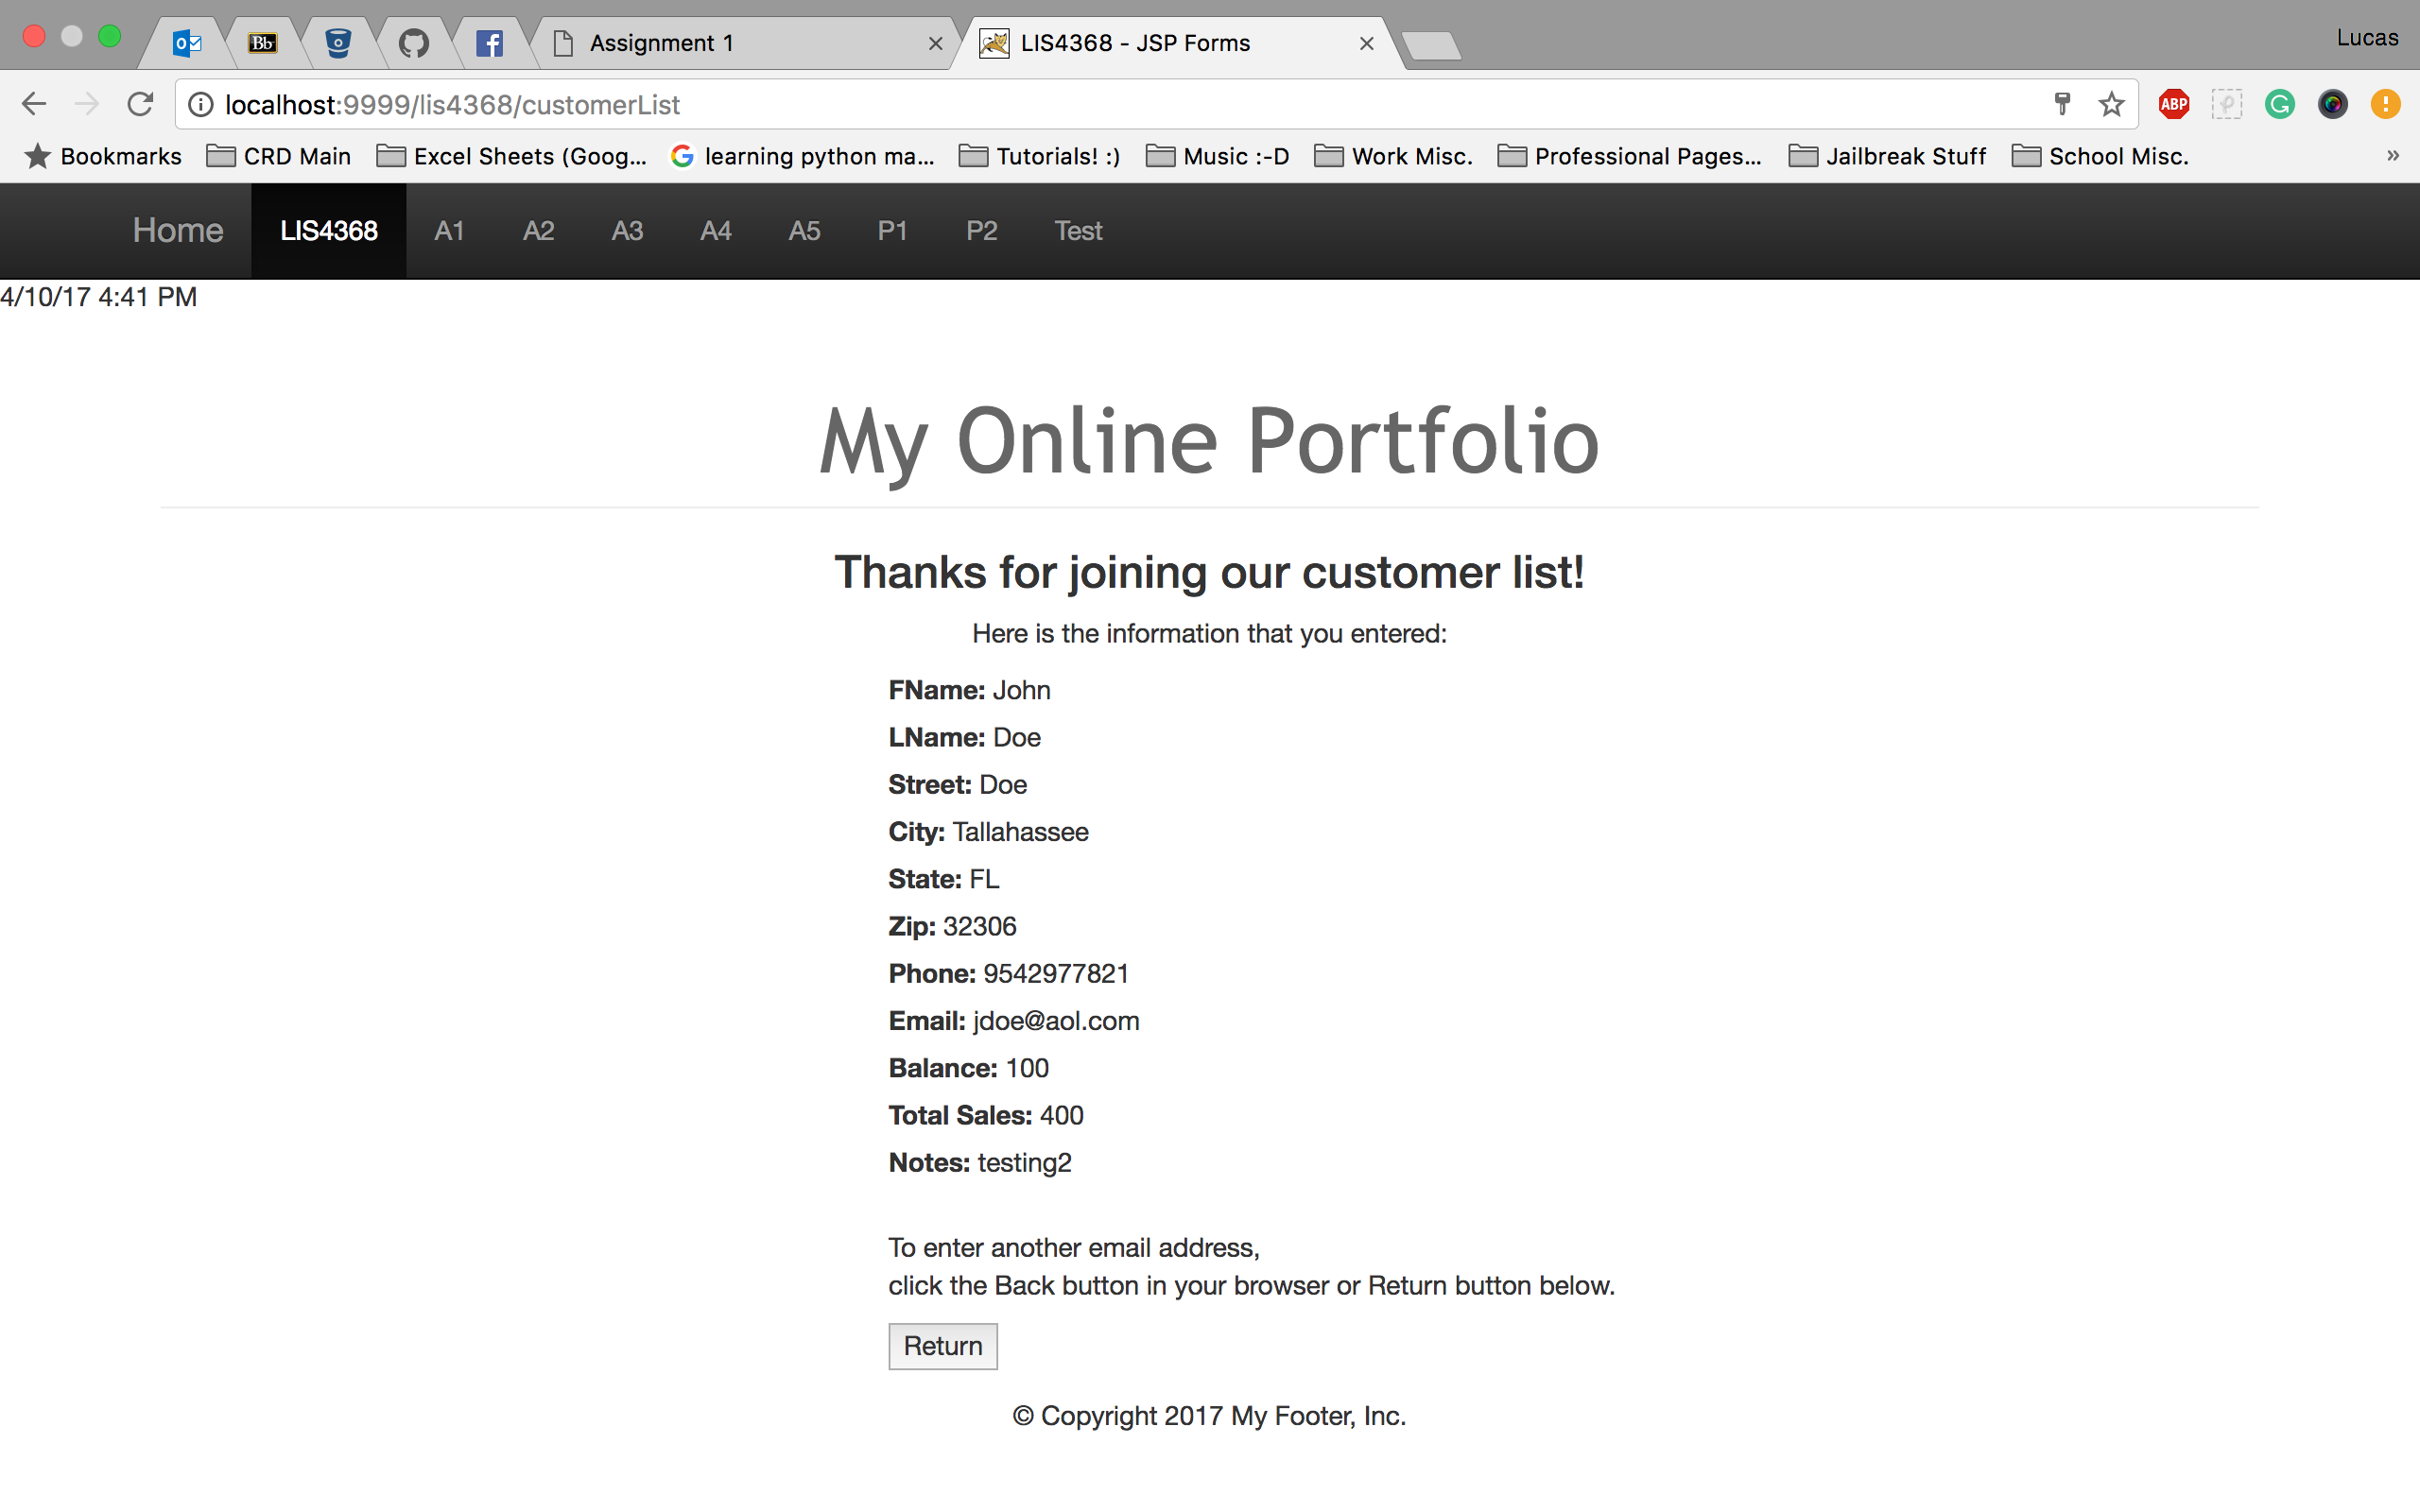 Assignment 1
LIS4368 - JSP Forms
Lucas
localhost:9999/lis4368/customerList
ABP
Bookmarks CRD Main Excel Sheets (Goog... learning python ma... Tutorials! :) Music :-D Work Misc. Professional Pages... Jailbreak Stuff School Misc. »
Home LIS4368 A1 A2 A3 A4 A5 P1 P2 Test
4/10/17 4:41 PM
My Online Portfolio
Thanks for joining our customer list!
Here is the information that you entered:
FName: John
LName: Doe
Street: Doe
City: Tallahassee
State: FL
Zip: 32306
Phone: 9542977821
Email: jdoe@aol.com
Balance: 100
Total Sales: 400
Notes: testing2
To enter another email address,
click the Back button in your browser or Return button below.
Return
© Copyright 2017 My Footer, Inc.